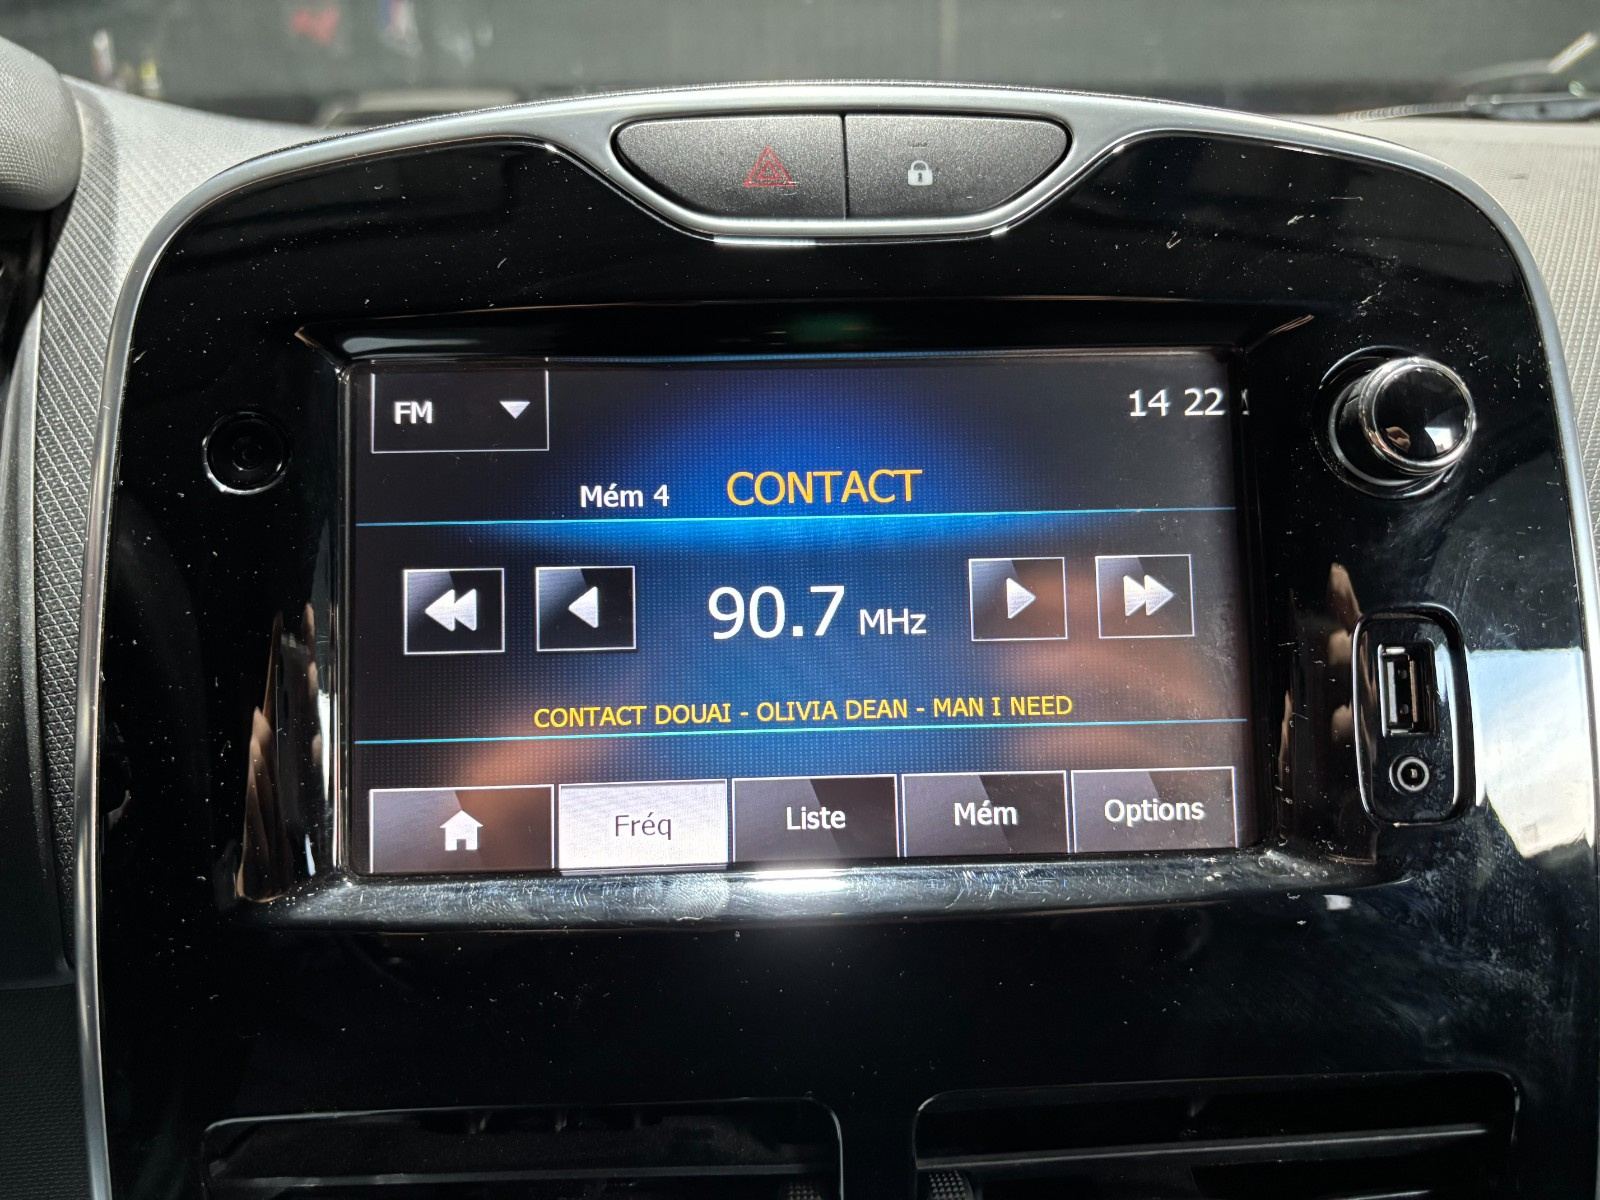 FM
14 22
Mém 4 CONTACT
90.7 MHz
CONTACT DOUAI - OLIVIA DEAN - MAN I NEED
Fréq Liste Mém Options